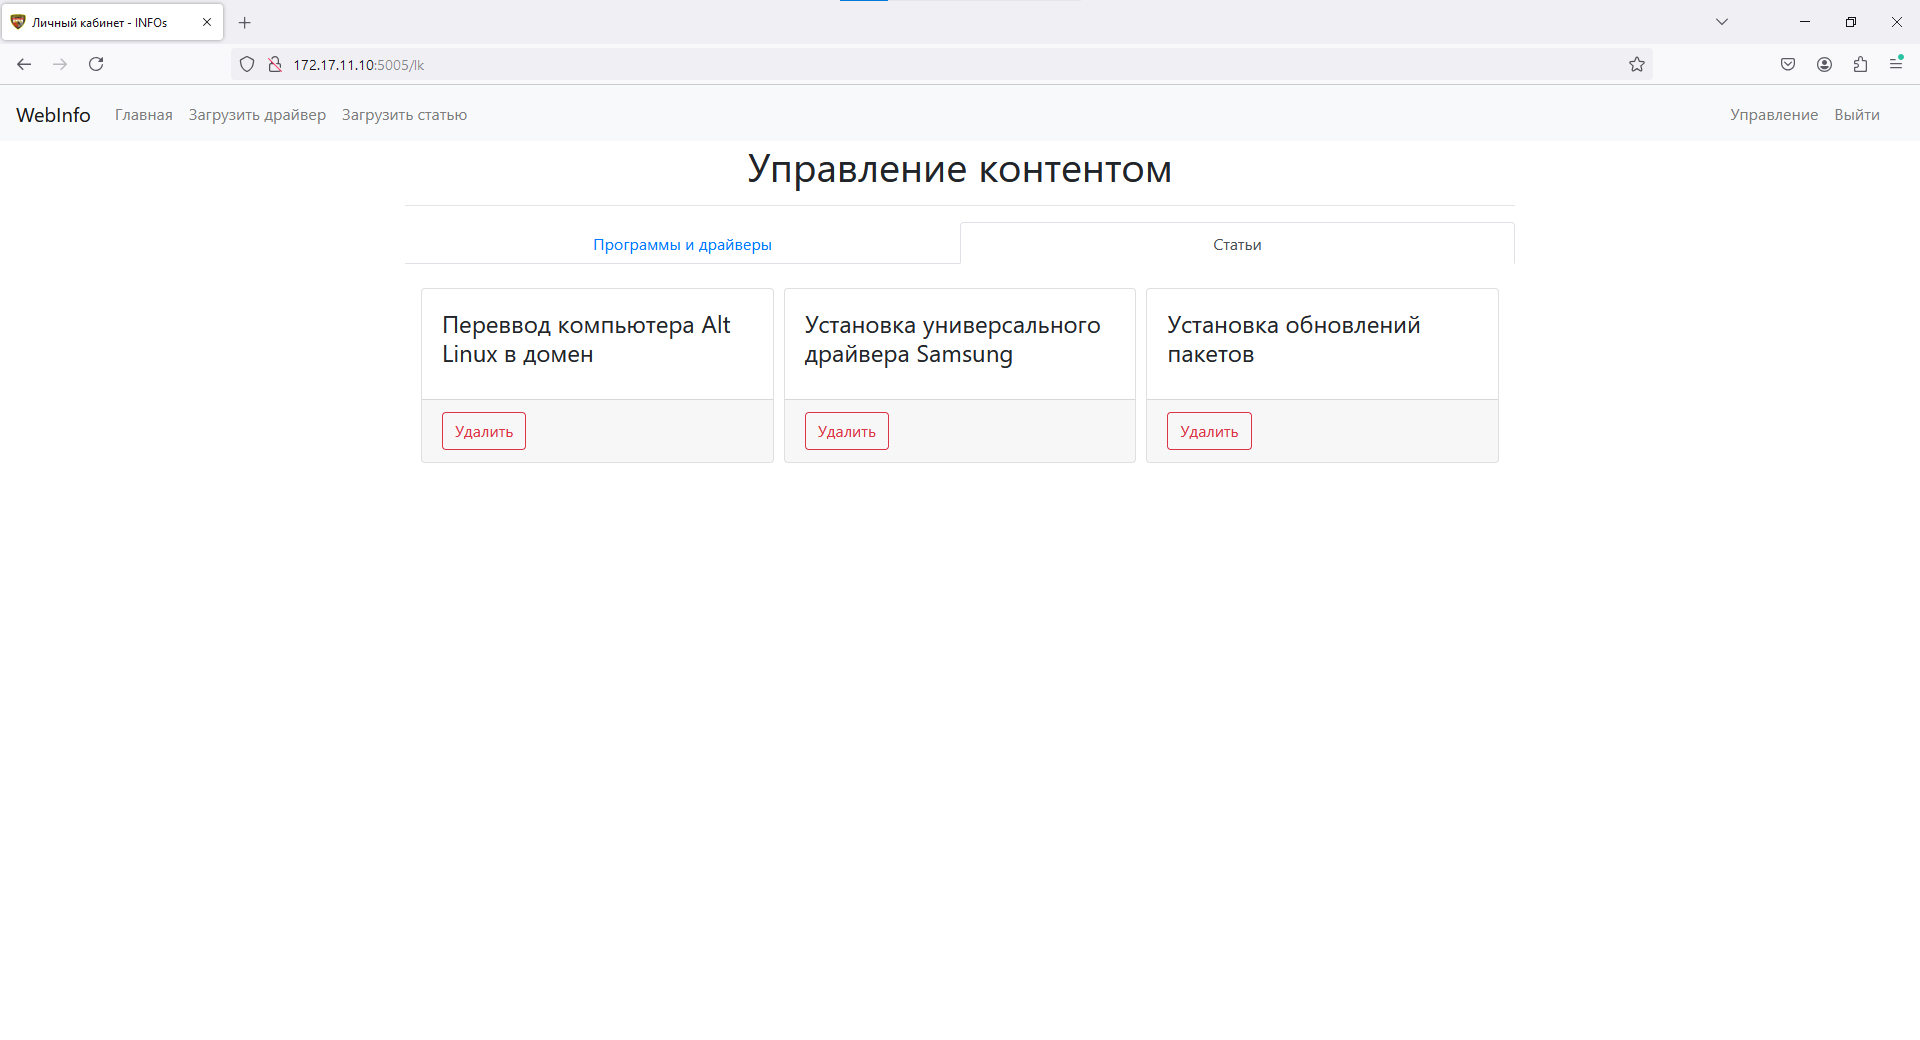 Личный кабинет - INFOs
172.17.11.10:5005/lk
WebInfo Главная Загрузить драйвер Загрузить статью Управление Выйти
Управление контентом
Программы и драйверы Статьи
Переввод компьютера Alt
Linux в домен
Удалить
Установка универсального
драйвера Samsung
Удалить
Установка обновлений
пакетов
Удалить